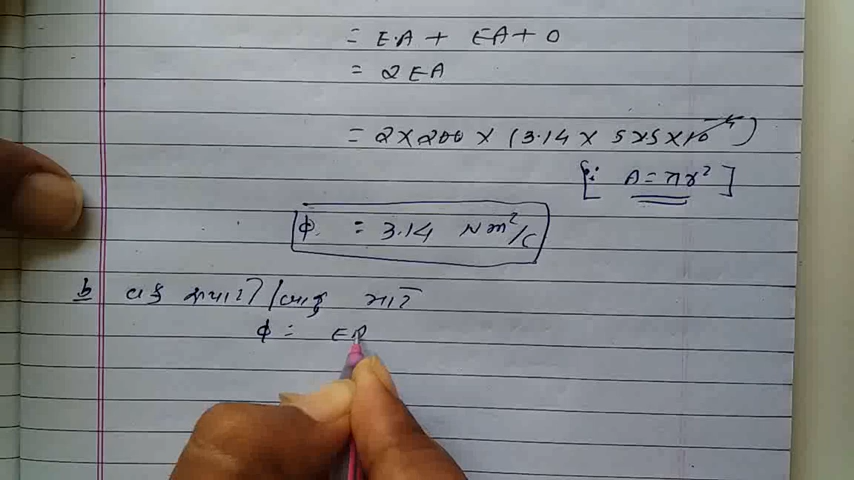 = E.A + EA + 0
= 2EA
= 2 × 200 × (3.14 × 5×5×10⁻⁴)
[∵ A = πr²]
φ = 3.14 Nm²/C
b
φ = EA